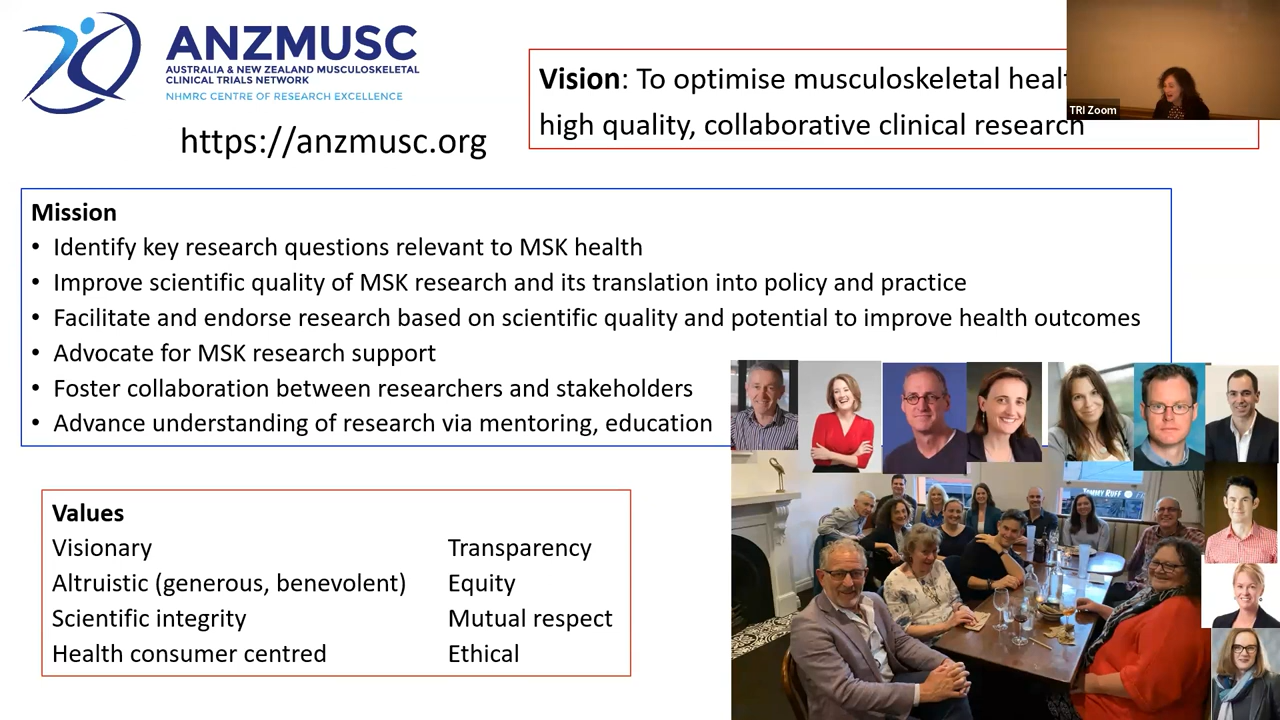 ANZMUSC
AUSTRALIA & NEW ZEALAND MUSCULOSKELETAL
CLINICAL TRIALS NETWORK
NHMRC CENTRE OF RESEARCH EXCELLENCE
https://anzmusc.org
Vision: To optimise musculoskeletal
high quality, collaborative clinical research
TRI Zoom
Mission
• Identify key research questions relevant to MSK health
• Improve scientific quality of MSK research and its translation into policy and practice
• Facilitate and endorse research based on scientific quality and potential to improve health outcomes
• Advocate for MSK research support
• Foster collaboration between researchers and stakeholders
• Advance understanding of research via mentoring, education
Values
Visionary Transparency
Altruistic (generous, benevolent) Equity
Scientific integrity Mutual respect
Health consumer centred Ethical
TOMMY RUFF